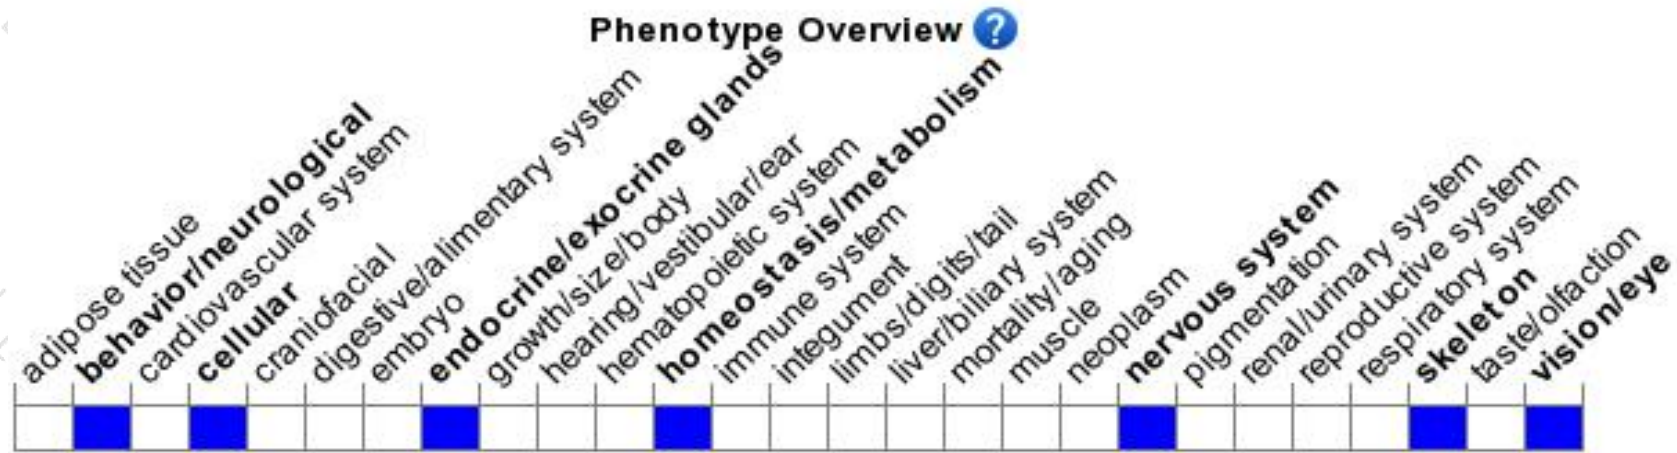 Phenotype Overview ?
adipose tissue
behavior/neurological
cardiovascular system
cellular
craniofacial
digestive/alimentary system
embryo
endocrine/exocrine glands
growth/size/body
hearing/vestibular/ear
hematopoietic system
homeostasis/metabolism
immune system
integument
limbs/digits/tail
liver/biliary system
mortality/aging
muscle
neoplasm
nervous system
pigmentation
renal/urinary system
reproductive system
respiratory system
skeleton
taste/olfaction
vision/eye